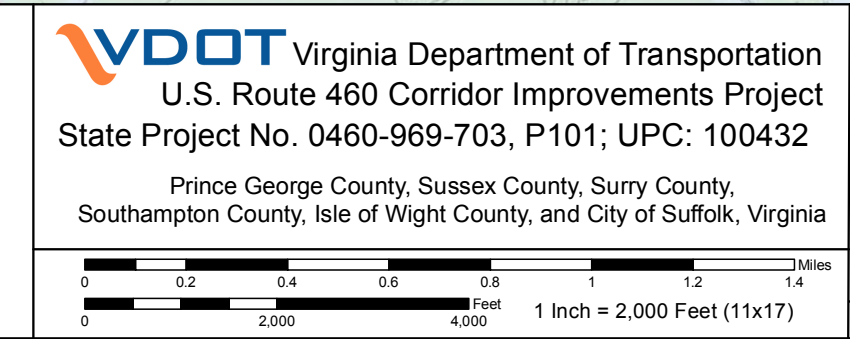 VDOT Virginia Department of Transportation
U.S. Route 460 Corridor Improvements Project
State Project No. 0460-969-703, P101; UPC: 100432
Prince George County, Sussex County, Surry County,
Southampton County, Isle of Wight County, and City of Suffolk, Virginia
Miles
0 0.2 0.4 0.6 0.8 1 1.2 1.4
Feet
0 2,000 4,000
1 Inch = 2,000 Feet (11x17)